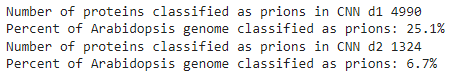 Number of proteins classified as prions in CNN d1 4990
Percent of Arabidopsis genome classified as prions: 25.1%
Number of proteins classified as prions in CNN d2 1324
Percent of Arabidopsis genome classified as prions: 6.7%